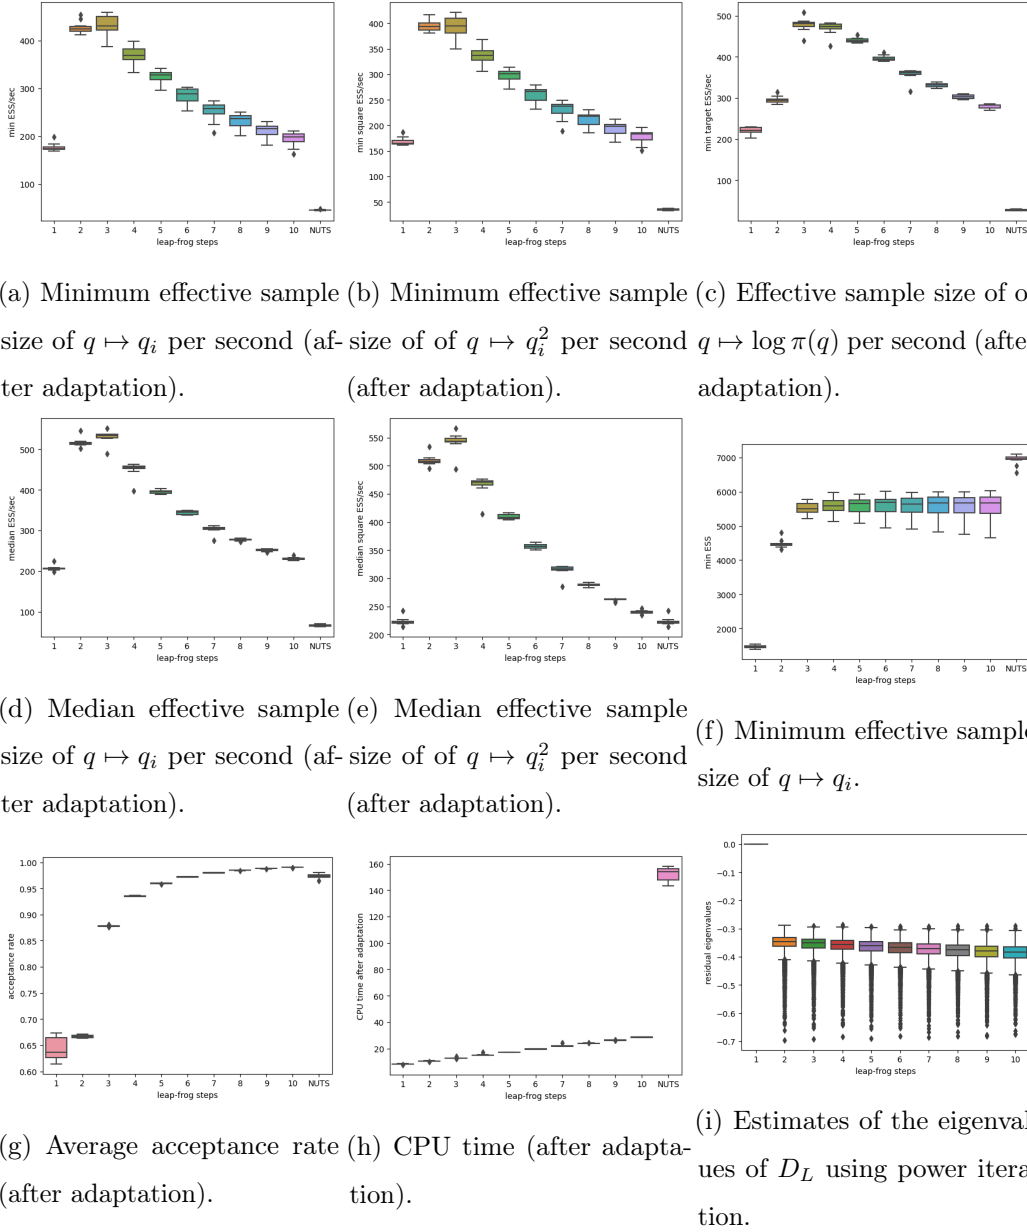 400
300
200
100
min ESS/sec
1 2 3 4 5 6 7 8 9 10 NUTS
leap-frog steps
400
350
300
250
200
150
100
50
min square ESS/sec
1 2 3 4 5 6 7 8 9 10 NUTS
leap-frog steps
500
400
300
200
100
min target ESS/sec
1 2 3 4 5 6 7 8 9 10 NUTS
leap-frog steps
(a) Minimum effective sample
size of q ↦ q_i per second (af-
ter adaptation).
(b) Minimum effective sample
size of of q ↦ q_i^2 per second
(after adaptation).
(c) Effective sample size of o
q ↦ log π(q) per second (after
adaptation).
500
400
300
200
100
median ESS/sec
1 2 3 4 5 6 7 8 9 10 NUTS
leap-frog steps
550
500
450
400
350
300
250
200
median square ESS/sec
1 2 3 4 5 6 7 8 9 10 NUTS
leap-frog steps
7000
6000
5000
4000
3000
2000
min ESS
1 2 3 4 5 6 7 8 9 10 NUTS
leap-frog steps
(d) Median effective sample
size of q ↦ q_i per second (af-
ter adaptation).
(e) Median effective sample
size of of q ↦ q_i^2 per second
(after adaptation).
(f) Minimum effective sample
size of q ↦ q_i.
1.00
0.95
0.90
0.85
0.80
0.75
0.70
0.65
0.60
acceptance rate
1 2 3 4 5 6 7 8 9 10 NUTS
leap-frog steps
160
140
120
100
80
60
40
20
CPU time after adaptation
1 2 3 4 5 6 7 8 9 10 NUTS
leap-frog steps
0.0
−0.1
−0.2
−0.3
−0.4
−0.5
−0.6
−0.7
residual eigenvalues
1 2 3 4 5 6 7 8 9 10
leap-frog steps
(g) Average acceptance rate
(after adaptation).
(h) CPU time (after adapta-
tion).
(i) Estimates of the eigenval
ues of D_L using power itera
tion.